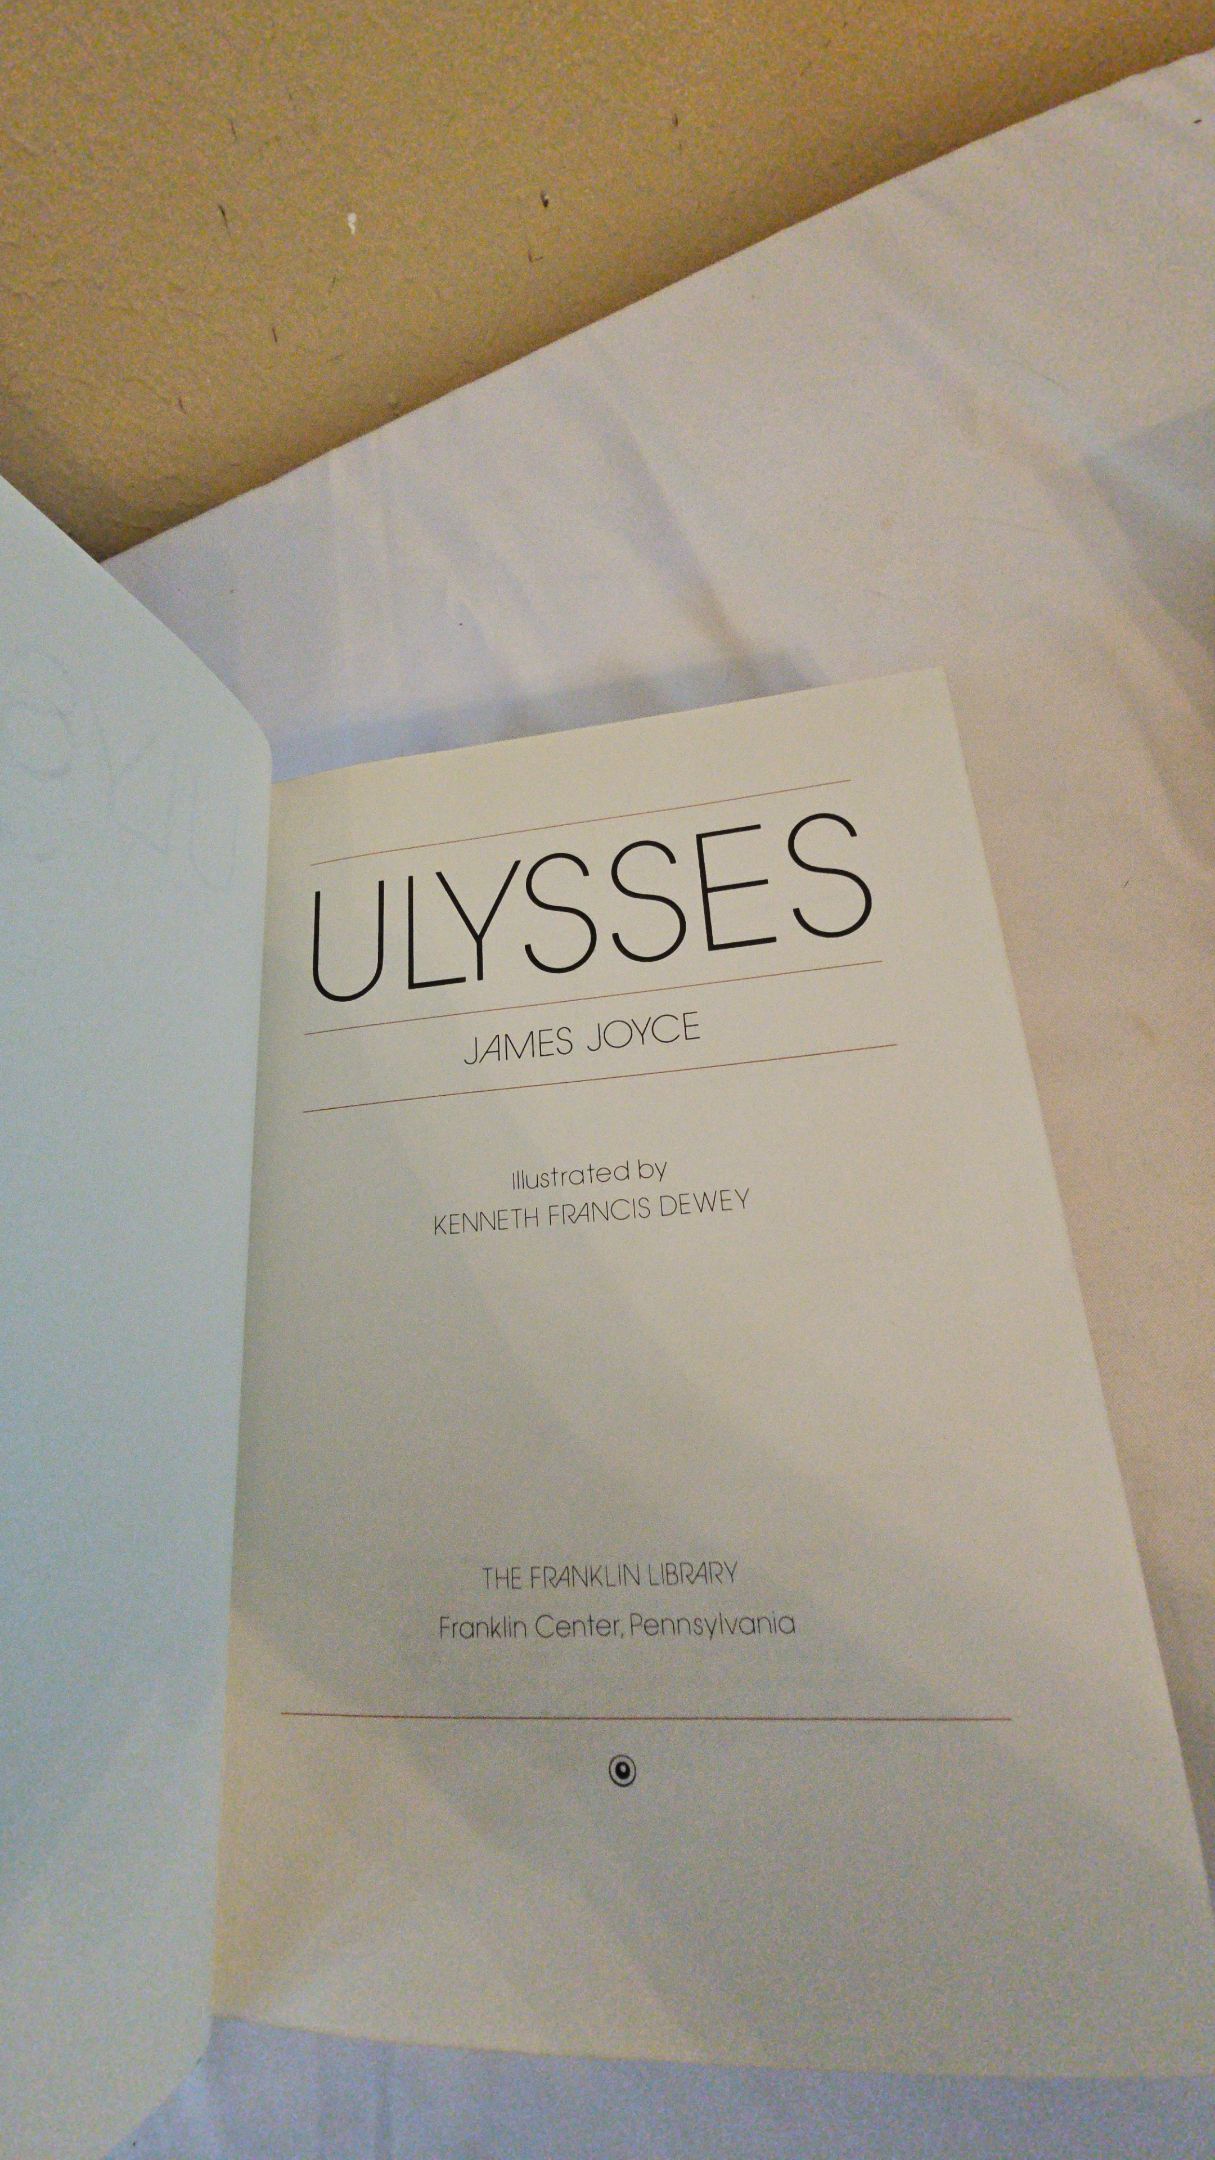 ULYSSES
JAMES JOYCE
Illustrated by
KENNETH FRANCIS DEWEY
THE FRANKLIN LIBRARY
Franklin Center, Pennsylvania